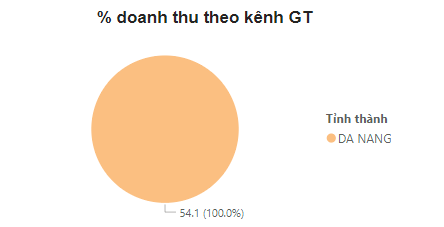 % doanh thu theo kênh GT
Tỉnh thành
DA NANG
54.1 (100.0%)